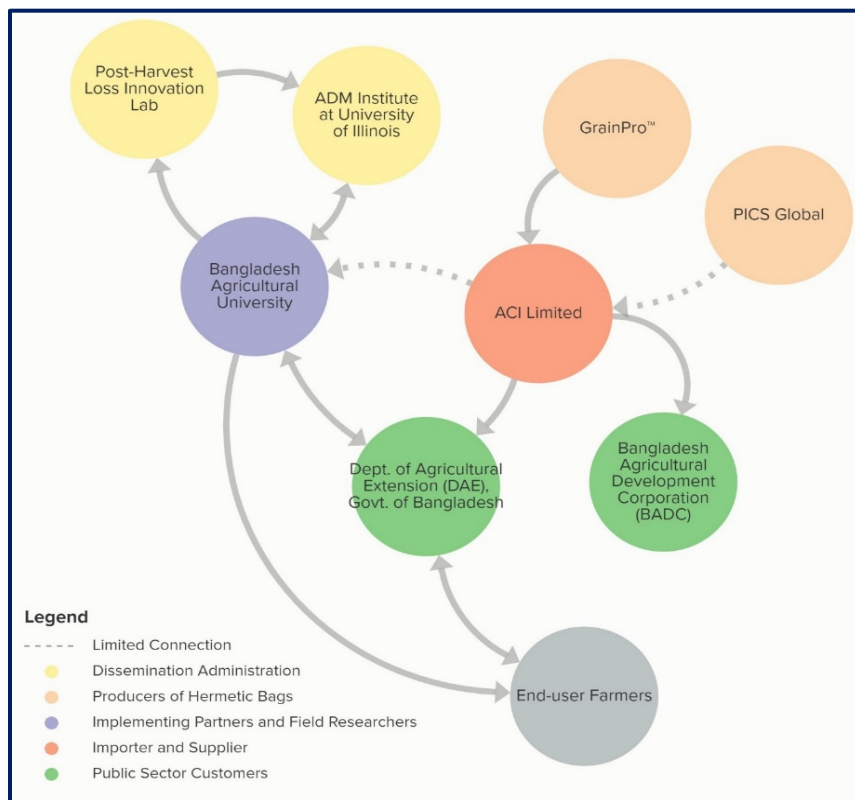 Post-Harvest
Loss Innovation
Lab
ADM Institute
at University
of Illinois
GrainPro™
PICS Global
Bangladesh
Agricultural
University
ACI Limited
Dept. of Agricultural
Extension (DAE),
Govt. of Bangladesh
Bangladesh
Agricultural
Development
Corporation
(BADC)
End-user Farmers
Legend
Limited Connection
Dissemination Administration
Producers of Hermetic Bags
Implementing Partners and Field Researchers
Importer and Supplier
Public Sector Customers